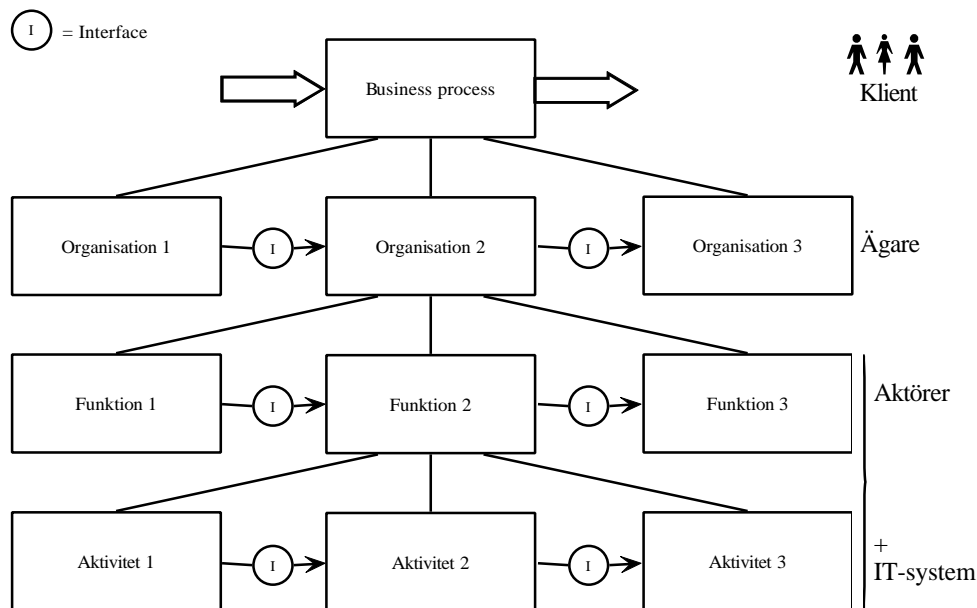 I = Interface
Business process
Klient
Organisation 1
I
Organisation 2
I
Organisation 3
Ägare
Funktion 1
I
Funktion 2
I
Funktion 3
Aktörer
Aktivitet 1
I
Aktivitet 2
I
Aktivitet 3
+
IT-system